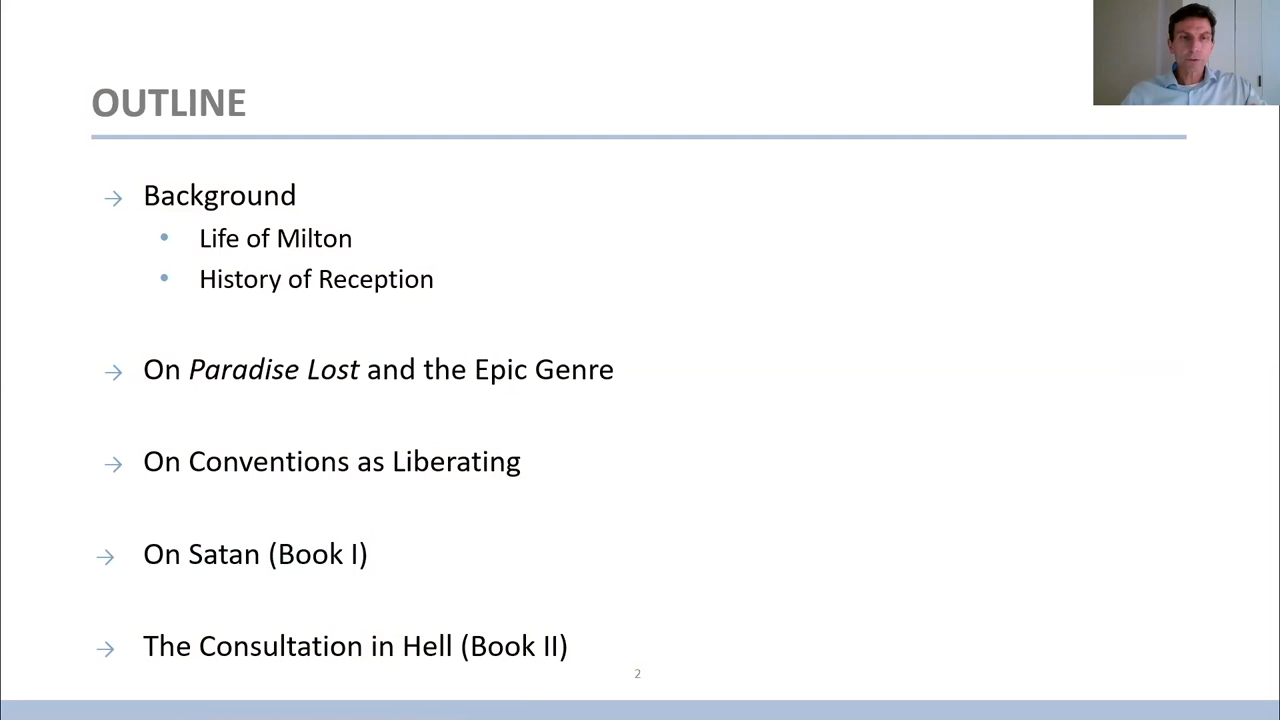 OUTLINE
→ Background
• Life of Milton
• History of Reception
→ On Paradise Lost and the Epic Genre
→ On Conventions as Liberating
→ On Satan (Book I)
→ The Consultation in Hell (Book II)
2